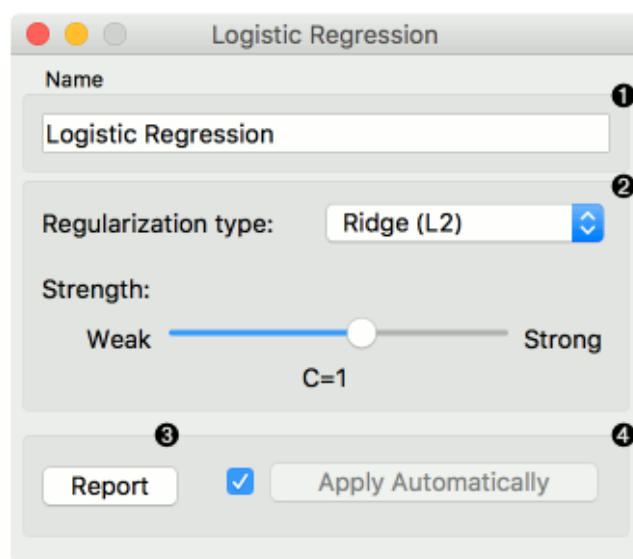 Logistic Regression
Name
❶
Logistic Regression
❷
Regularization type: Ridge (L2)
Strength:
Weak Strong
C=1
❸ ❹
Report Apply Automatically